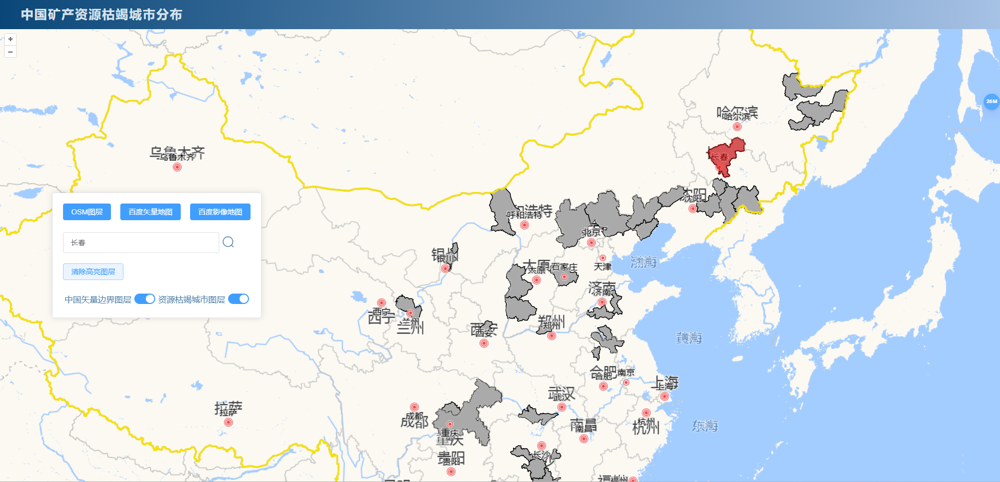 中国矿产资源枯竭城市分布
+
−
26M
哈尔滨
哈尔滨
乌鲁木齐
乌鲁木齐
长春
沈阳
沈阳
OSM图层
百度矢量地图
百度影像地图
呼和浩特
浩特
北京
长春
银川
太原
太原
石家庄
天津
渤海
清除高亮图层
济南
济南
中国矢量边界图层
资源枯竭城市图层
西宁
西宁
兰州
兰州
西安
西安
郑州
郑州
黄海
合肥
合肥
南京
上海
上海
武汉
武汉
拉萨
拉萨
成都
成都
重庆
重庆
南昌
南昌
杭州
杭州
东海
贵阳
贵阳
长沙
福州